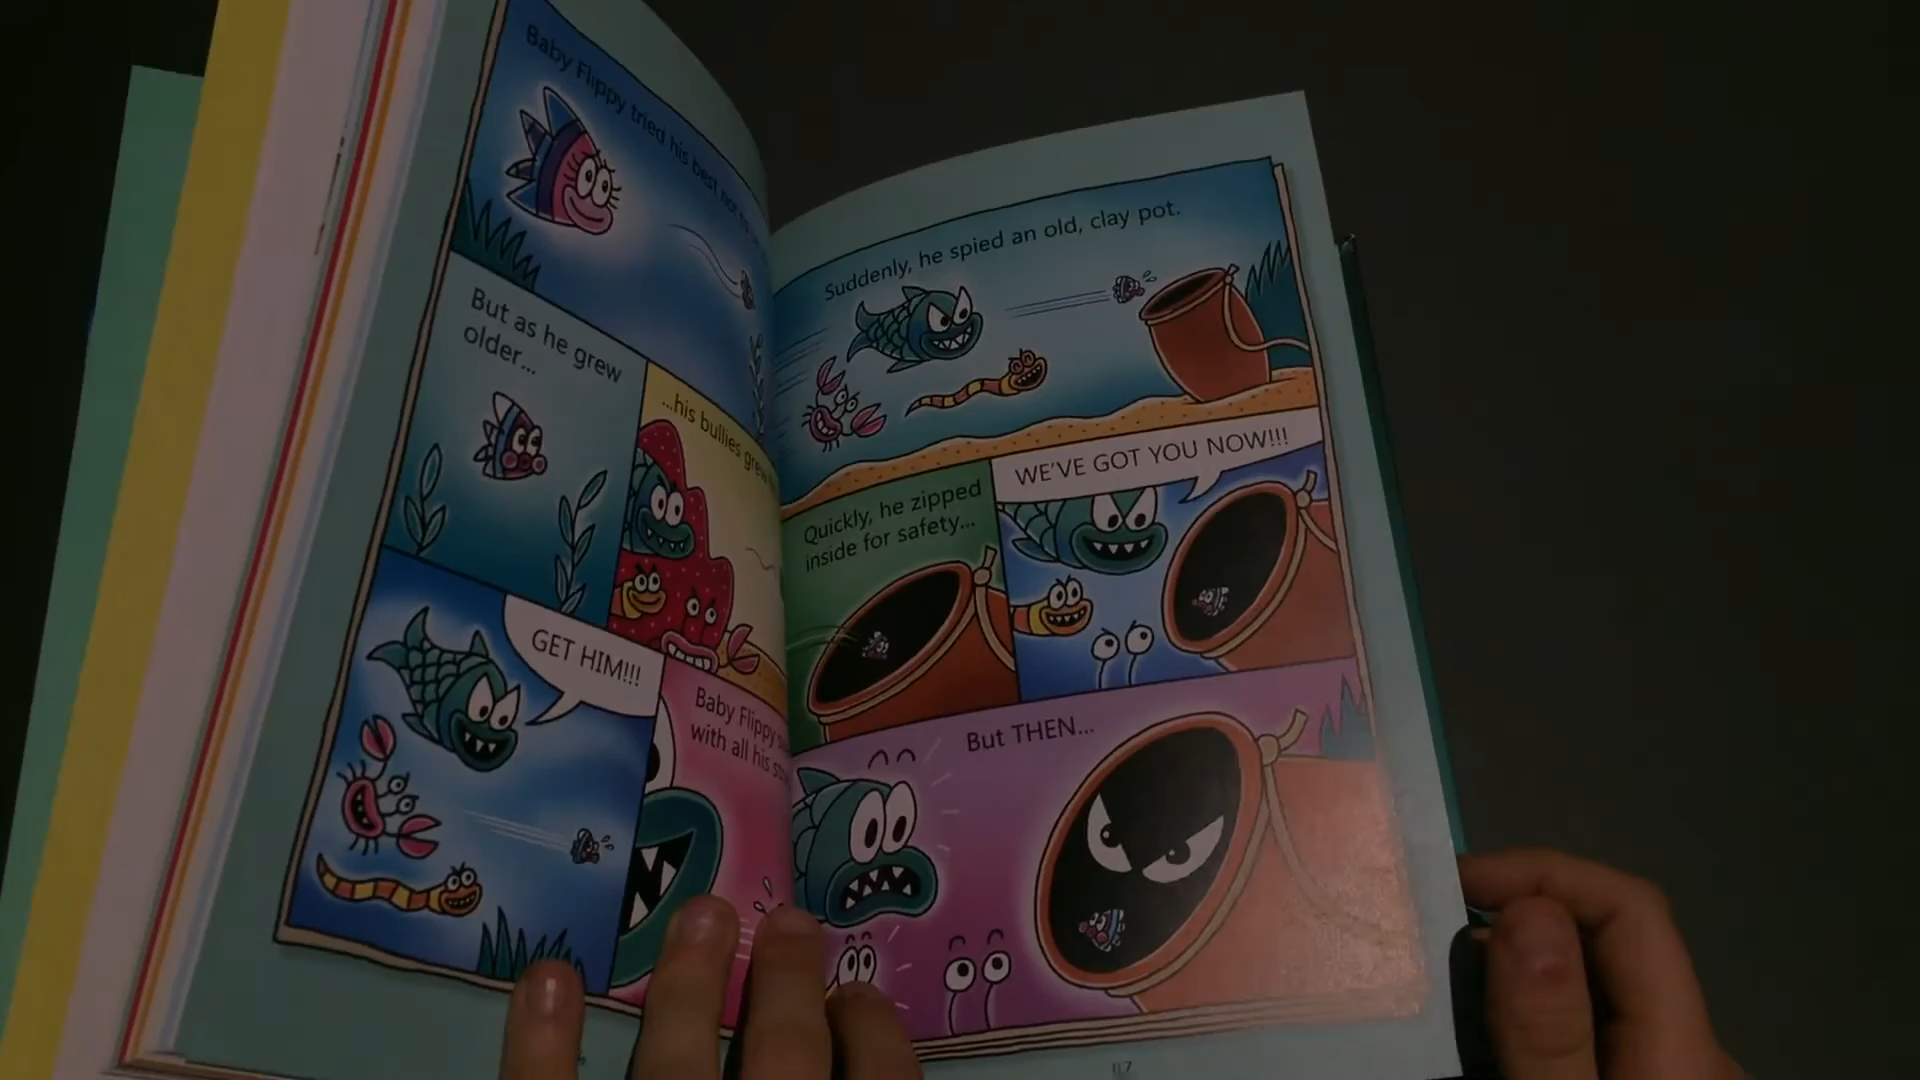 Baby Flippy tried his best not to
But as he grew
older...
...his bullies grew
GET HIM!!!
Baby Flippy
with all his
Suddenly, he spied an old, clay pot.
Quickly, he zipped
inside for safety...
WE'VE GOT YOU NOW!!!
But THEN...
117